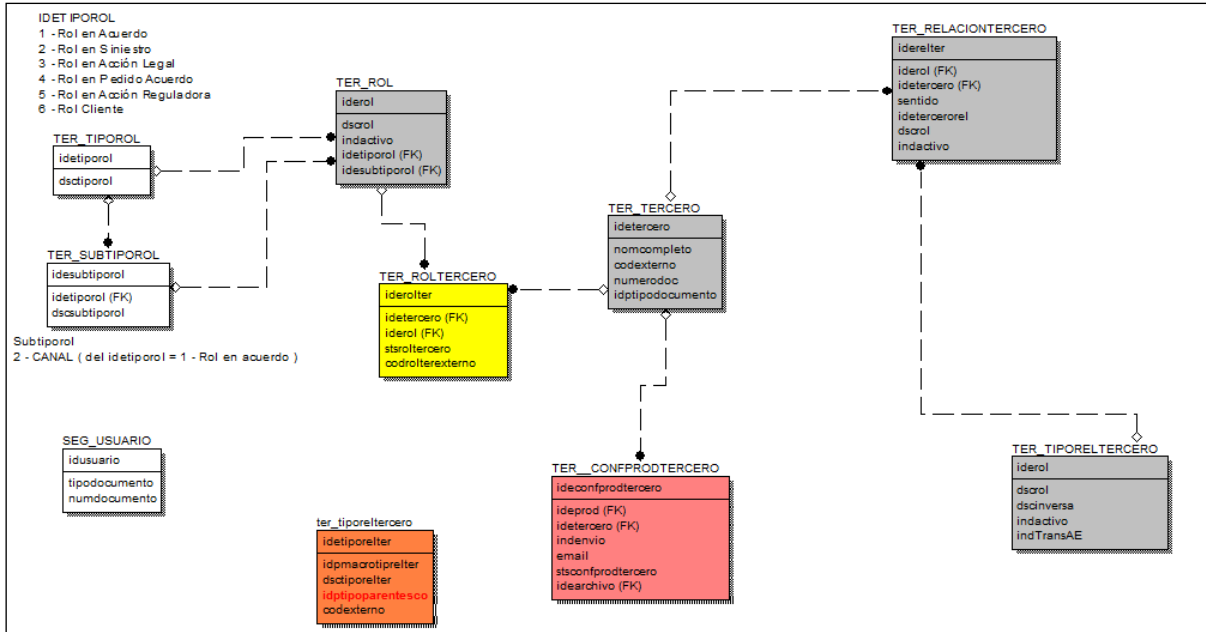 IDETIPOROL
1 - Rol en Acuerdo
2 - Rol en Siniestro
3 - Rol en Acción Legal
4 - Rol en Pedido Acuerdo
5 - Rol en Acción Reguladora
6 - Rol Cliente
TER_TIPOROL
idetiporol
dsctiporol
TER_SUBTIPOROL
idesubtiporol
idetiporol (FK)
dscsubtiporol
Subtiporol
2 - CANAL ( del idetiporol = 1 - Rol en acuerdo )
TER_ROL
iderol
dscrol
indactivo
idetiporol (FK)
idesubtiporol (FK)
TER_ROLTERCERO
iderolter
idetercero (FK)
iderol (FK)
stsroltercero
codrolterexterno
TER_TERCERO
idetercero
nomcompleto
codexterno
numerodoc
idptipodocumento
TER_RELACIONTERCERO
iderelter
iderol (FK)
idetercero (FK)
sentido
idetercerorel
dscrol
indactivo
SEG_USUARIO
idusuario
tipodocumento
numdocumento
ter_tiporeltercero
idetiporelter
idpmacrotiprelter
dsctiporelter
idptipoparentesco
codexterno
TER__CONFPRODTERCERO
ideconfprodtercero
ideprod (FK)
idetercero (FK)
indenvio
email
stsconfprodtercero
idearchivo (FK)
TER_TIPORELTERCERO
iderol
dscrol
dscinversa
indactivo
indTransAE